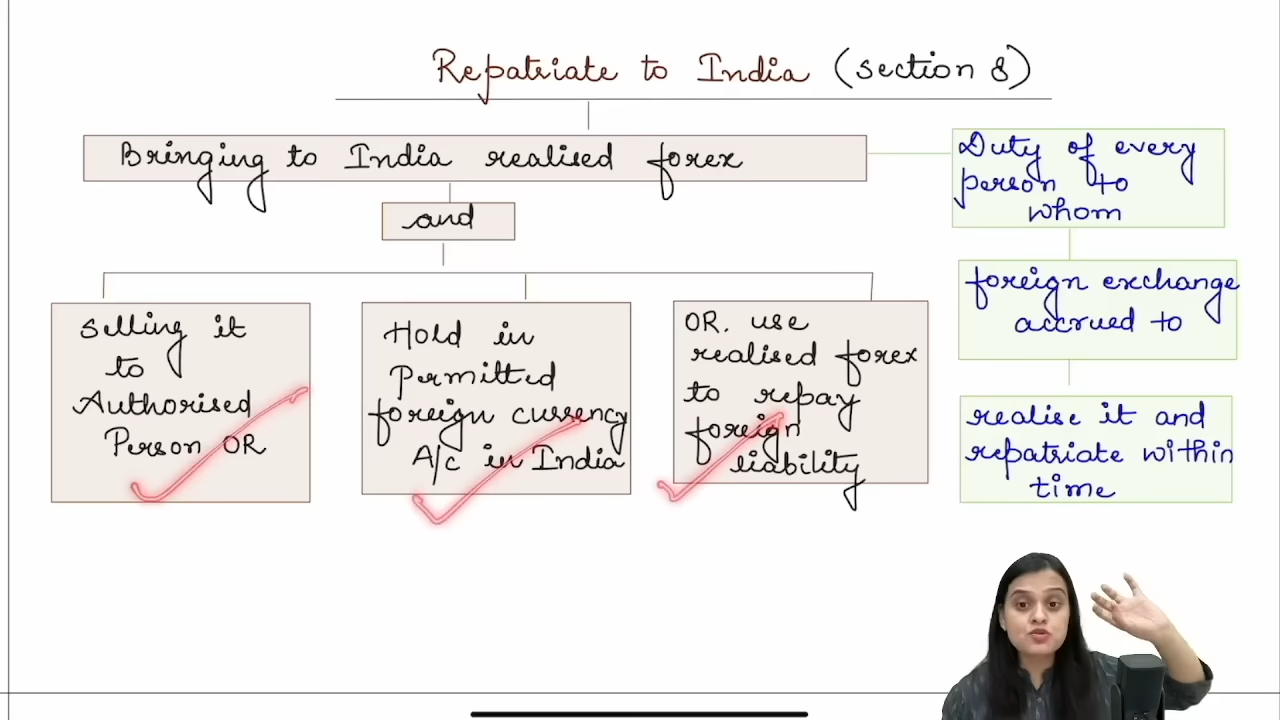 Repatriate to India (section 8)
Bringing to India realised forex
and
Selling it
to
Authorised
Person OR
Hold in
Permitted
foreign currency
A/c in India
OR. use
realised forex
to repay
foreign
liability
Duty of every
person to
whom
foreign exchange
accrued to
realise it and
repatriate within
time